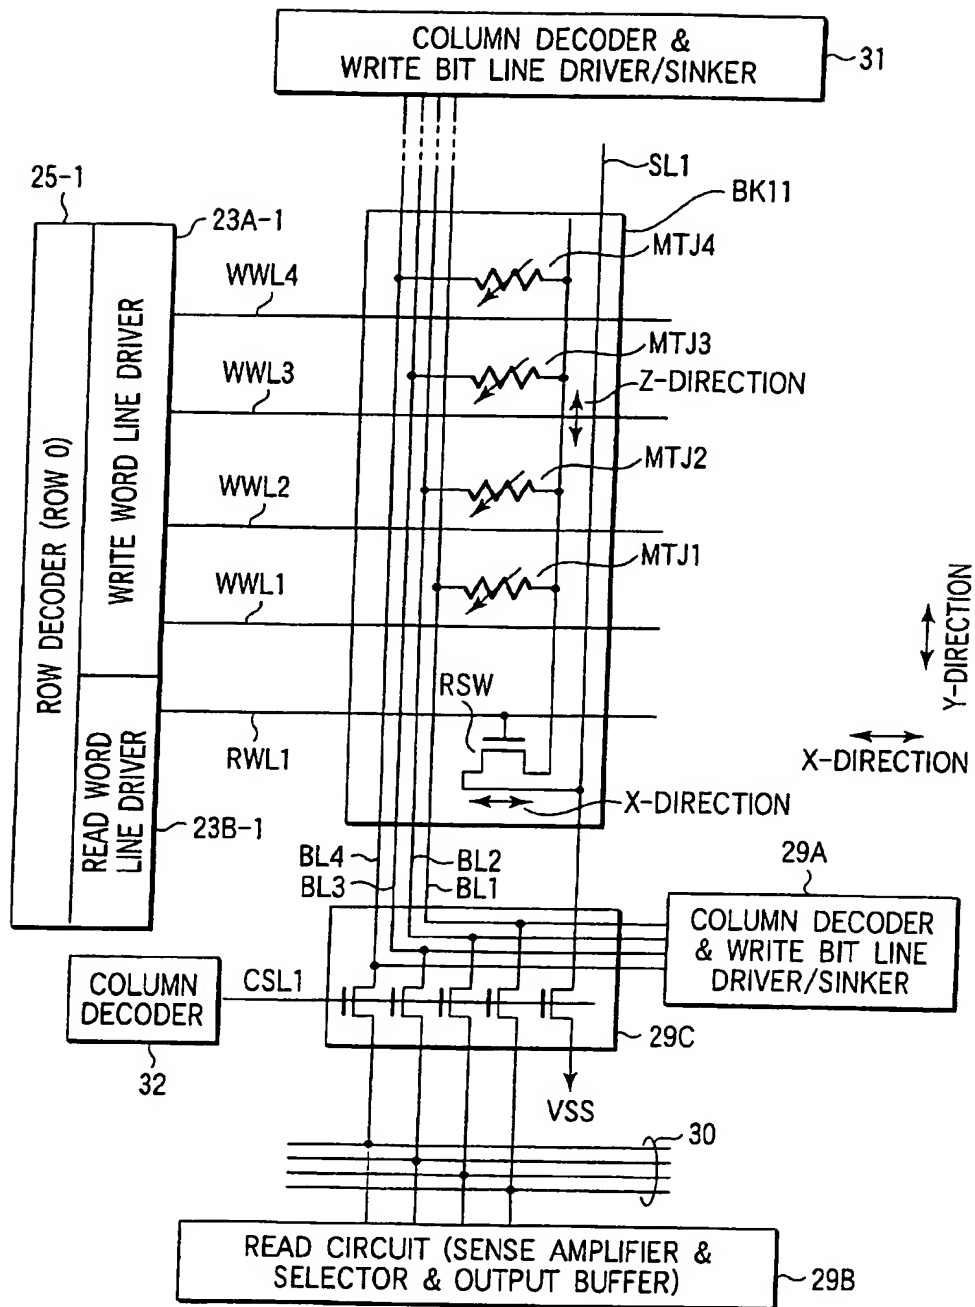 COLUMN DECODER &
WRITE BIT LINE DRIVER/SINKER
31
SL1
25-1
BK11
23A-1
MTJ4
WWL4
MTJ3
WWL3
Z-DIRECTION
ROW DECODER (ROW 0)
WRITE WORD LINE DRIVER
MTJ2
WWL2
MTJ1
WWL1
Y-DIRECTION
RSW
READ WORD
LINE DRIVER
RWL1
X-DIRECTION
X-DIRECTION
23B-1
BL4
BL2
29A
BL3
BL1
COLUMN DECODER
& WRITE BIT LINE
DRIVER/SINKER
COLUMN
DECODER
CSL1
29C
32
VSS
30
READ CIRCUIT (SENSE AMPLIFIER &
SELECTOR & OUTPUT BUFFER)
29B